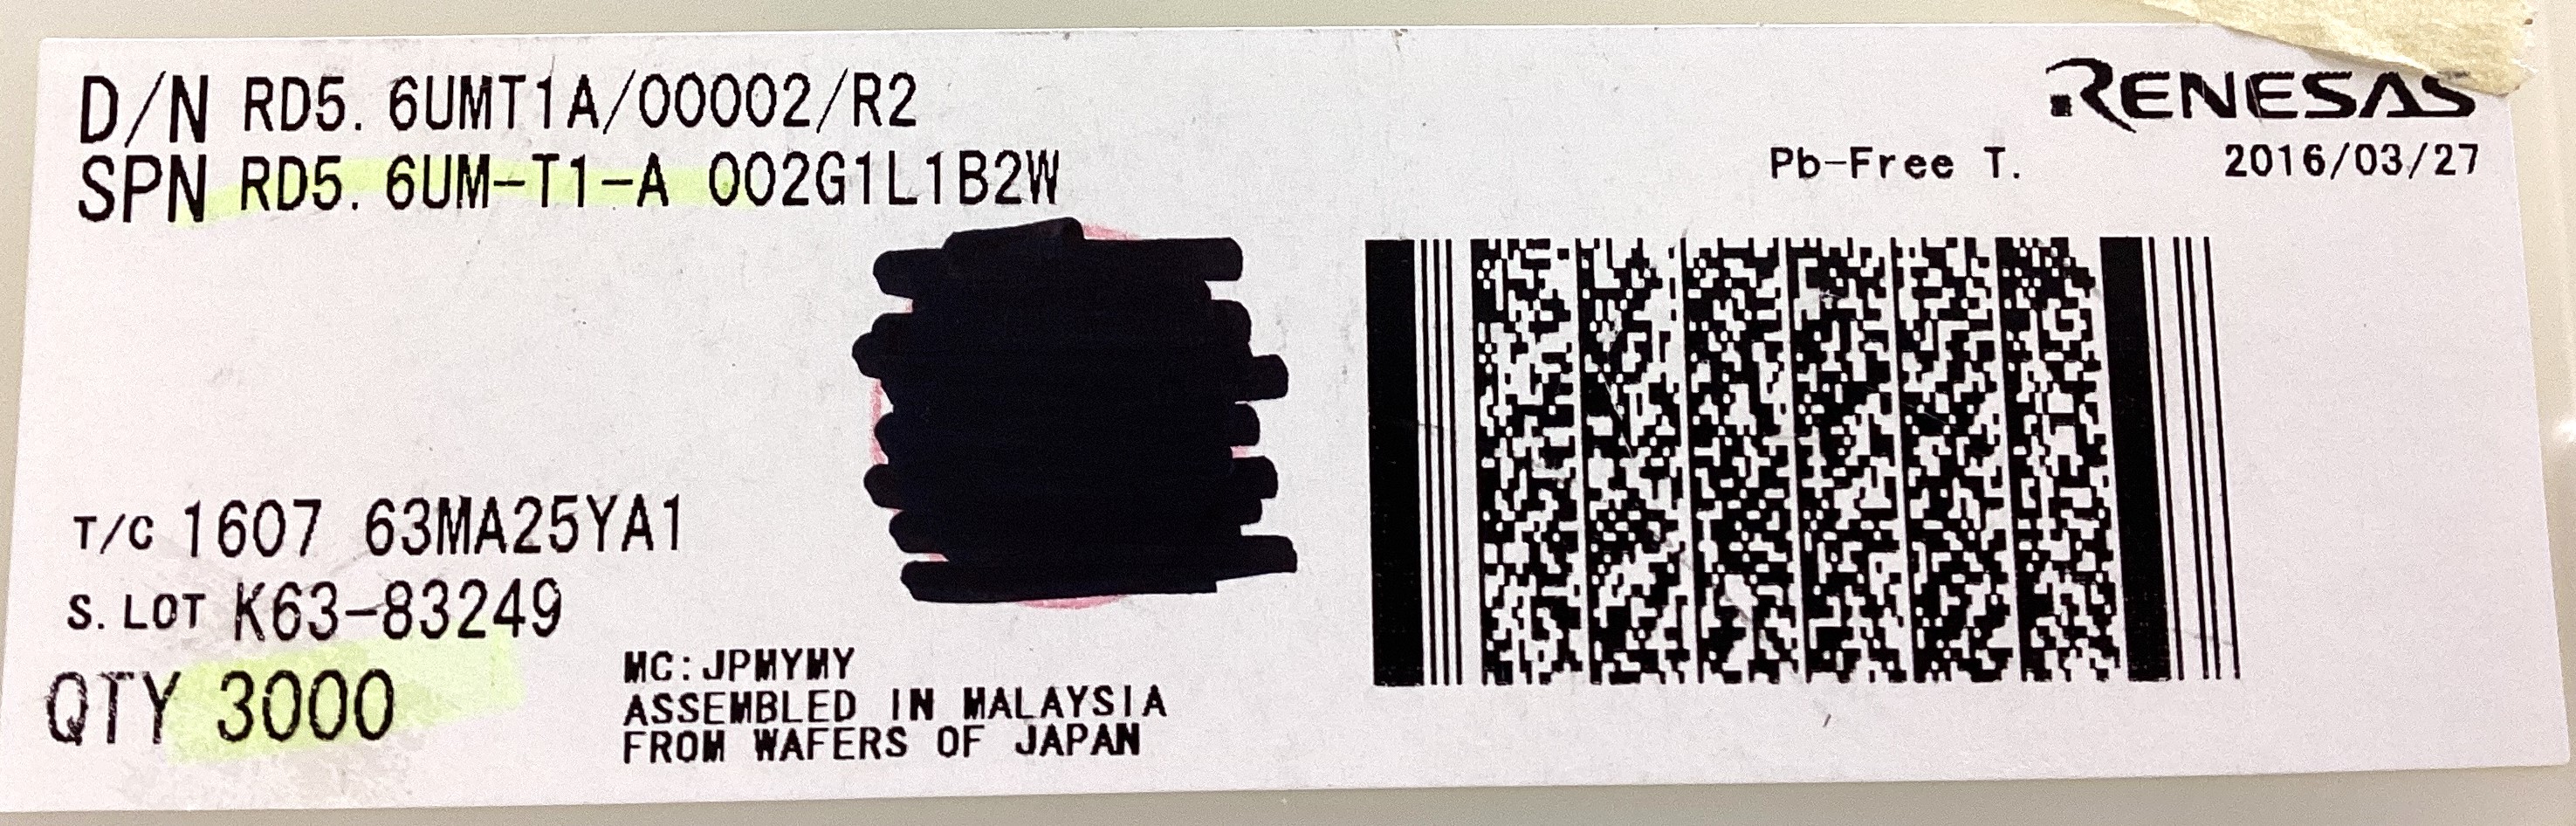 D/N RD5. 6UMT1A/00002/R2
RENESAS
SPN RD5. 6UM-T1-A 002G1L1B2W
Pb-Free T. 2016/03/27
T/C 1607 63MA25YA1
S. LOT K63-83249
QTY 3000
MC:JPMYMY
ASSEMBLED IN MALAYSIA
FROM WAFERS OF JAPAN